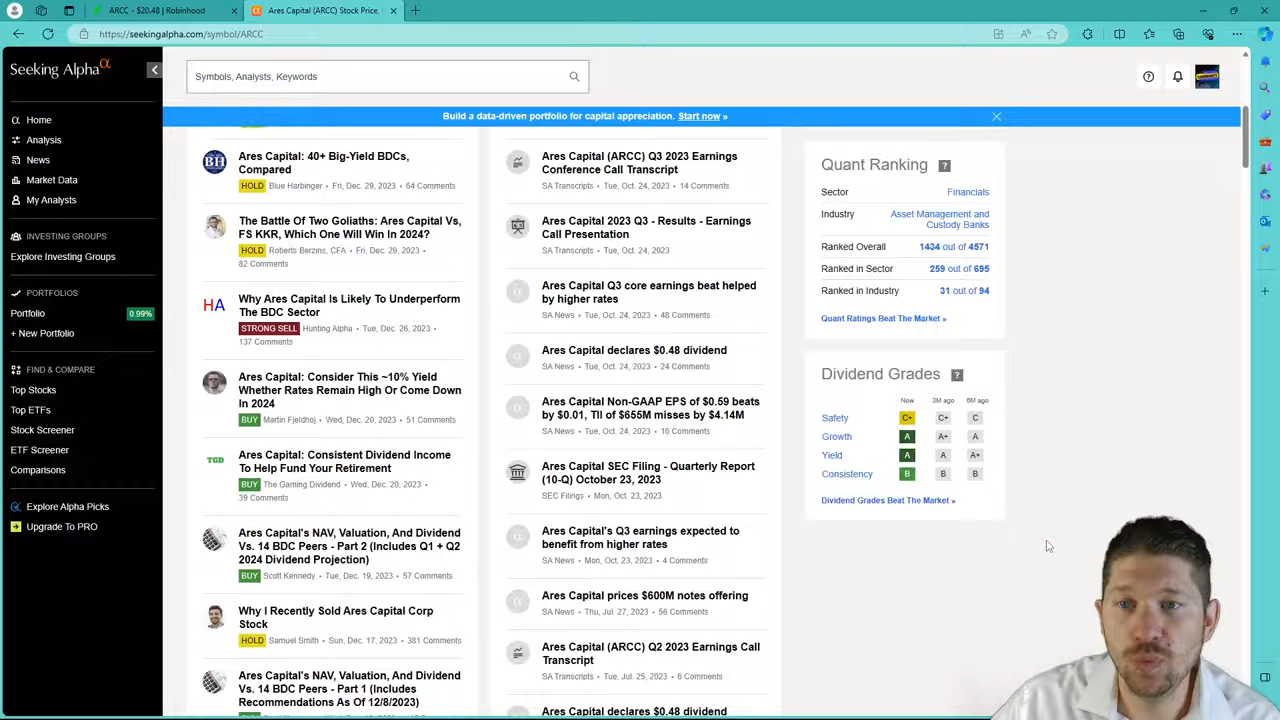 ARCC - $20.48 | Robinhood
Ares Capital (ARCC) Stock Price,
https://seekingalpha.com/symbol/ARCC
Seeking Alpha α
Symbols, Analysts, Keywords
Build a data-driven portfolio for capital appreciation. Start now »
Home
Analysis
News
Market Data
My Analysts
INVESTING GROUPS
Explore Investing Groups
PORTFOLIOS
Portfolio 0.99%
+ New Portfolio
FIND & COMPARE
Top Stocks
Top ETFs
Stock Screener
ETF Screener
Comparisons
Explore Alpha Picks
Upgrade To PRO
BH
Ares Capital: 40+ Big-Yield BDCs,
Compared
HOLD Blue Harbinger • Fri, Dec. 29, 2023 • 64 Comments
The Battle Of Two Goliaths: Ares Capital Vs,
FS KKR, Which One Will Win In 2024?
HOLD Roberts Berzins, CFA • Fri, Dec. 29, 2023 •
82 Comments
HA
Why Ares Capital Is Likely To Underperform
The BDC Sector
STRONG SELL Hunting Alpha • Tue, Dec. 26, 2023 •
137 Comments
Ares Capital: Consider This ~10% Yield
Whether Rates Remain High Or Come Down
In 2024
BUY Martin Fjeldhoj • Wed, Dec. 20, 2023 • 51 Comments
TGD
Ares Capital: Consistent Dividend Income
To Help Fund Your Retirement
BUY The Gaming Dividend • Wed, Dec. 20, 2023 •
39 Comments
Ares Capital's NAV, Valuation, And Dividend
Vs. 14 BDC Peers - Part 2 (Includes Q1 + Q2
2024 Dividend Projection)
BUY Scott Kennedy • Tue, Dec. 19, 2023 • 57 Comments
Why I Recently Sold Ares Capital Corp
Stock
HOLD Samuel Smith • Sun, Dec. 17, 2023 • 381 Comments
Ares Capital's NAV, Valuation, And Dividend
Vs. 14 BDC Peers - Part 1 (Includes
Recommendations As Of 12/8/2023)
Ares Capital (ARCC) Q3 2023 Earnings
Conference Call Transcript
SA Transcripts • Tue, Oct. 24, 2023 • 14 Comments
Ares Capital 2023 Q3 - Results - Earnings
Call Presentation
SA Transcripts • Tue, Oct. 24, 2023
Ares Capital Q3 core earnings beat helped
by higher rates
SA News • Tue, Oct. 24, 2023 • 48 Comments
Ares Capital declares $0.48 dividend
SA News • Tue, Oct. 24, 2023 • 24 Comments
Ares Capital Non-GAAP EPS of $0.59 beats
by $0.01, TII of $655M misses by $4.14M
SA News • Tue, Oct. 24, 2023 • 16 Comments
Ares Capital SEC Filing - Quarterly Report
(10-Q) October 23, 2023
SEC Filings • Mon, Oct. 23, 2023
Ares Capital's Q3 earnings expected to
benefit from higher rates
SA News • Mon, Oct. 23, 2023 • 4 Comments
Ares Capital prices $600M notes offering
SA News • Thu, Jul. 27, 2023 • 56 Comments
Ares Capital (ARCC) Q2 2023 Earnings Call
Transcript
SA Transcripts • Tue, Jul. 25, 2023 • 6 Comments
Ares Capital declares $0.48 dividend
Quant Ranking ?
Sector Financials
Industry Asset Management and
Custody Banks
Ranked Overall 1434 out of 4571
Ranked in Sector 259 out of 695
Ranked in Industry 31 out of 94
Quant Ratings Beat The Market »
Dividend Grades ?
Now 3M ago 6M ago
Safety C+ C+ C
Growth A A+ A
Yield A A A+
Consistency B B B
Dividend Grades Beat The Market »